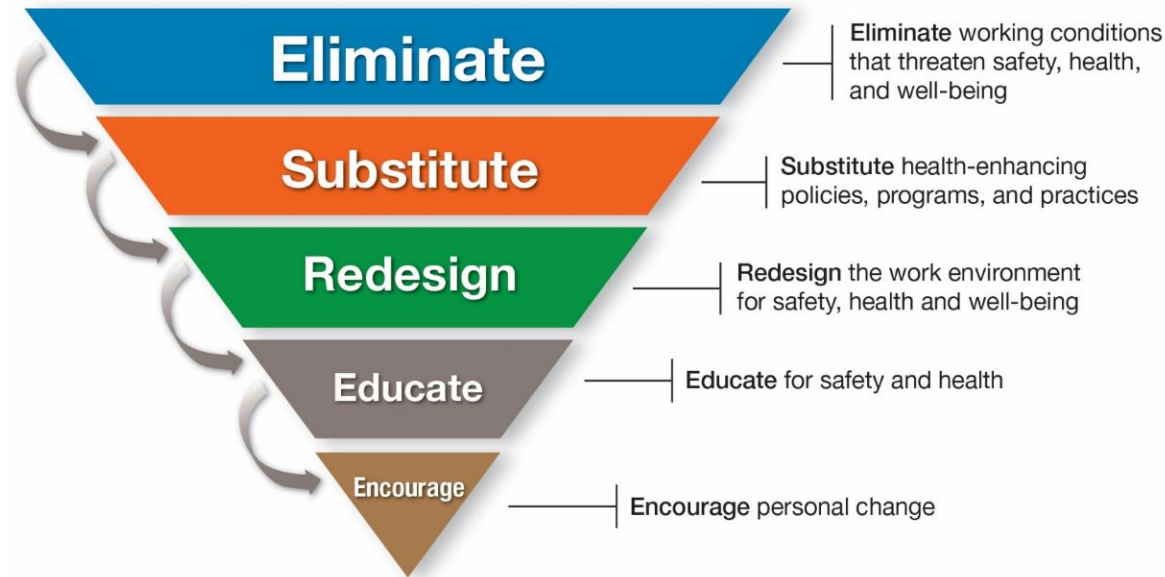 Eliminate
Eliminate working conditions
that threaten safety, health,
and well-being
Substitute
Substitute health-enhancing
policies, programs, and practices
Redesign
Redesign the work environment
for safety, health and well-being
Educate
Educate for safety and health
Encourage
Encourage personal change